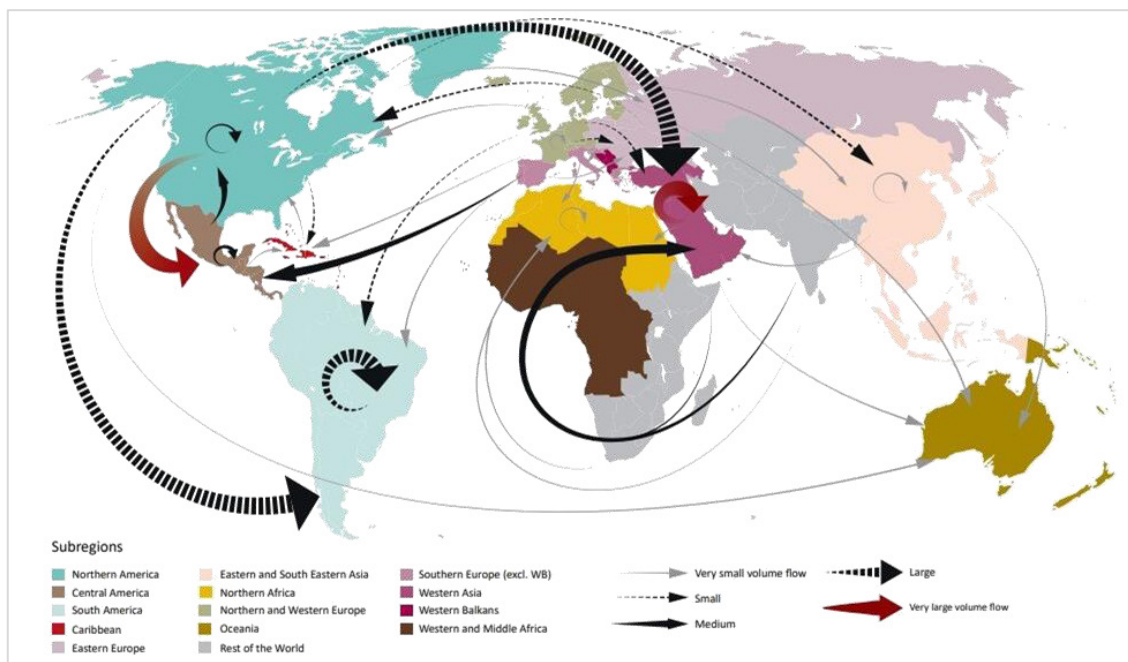 Subregions
Northern America
Central America
South America
Caribbean
Eastern Europe
Eastern and South Eastern Asia
Northern Africa
Northern and Western Europe
Oceania
Rest of the World
Southern Europe (excl. WB)
Western Asia
Western Balkans
Western and Middle Africa
Very small volume flow
Small
Medium
Large
Very large volume flow